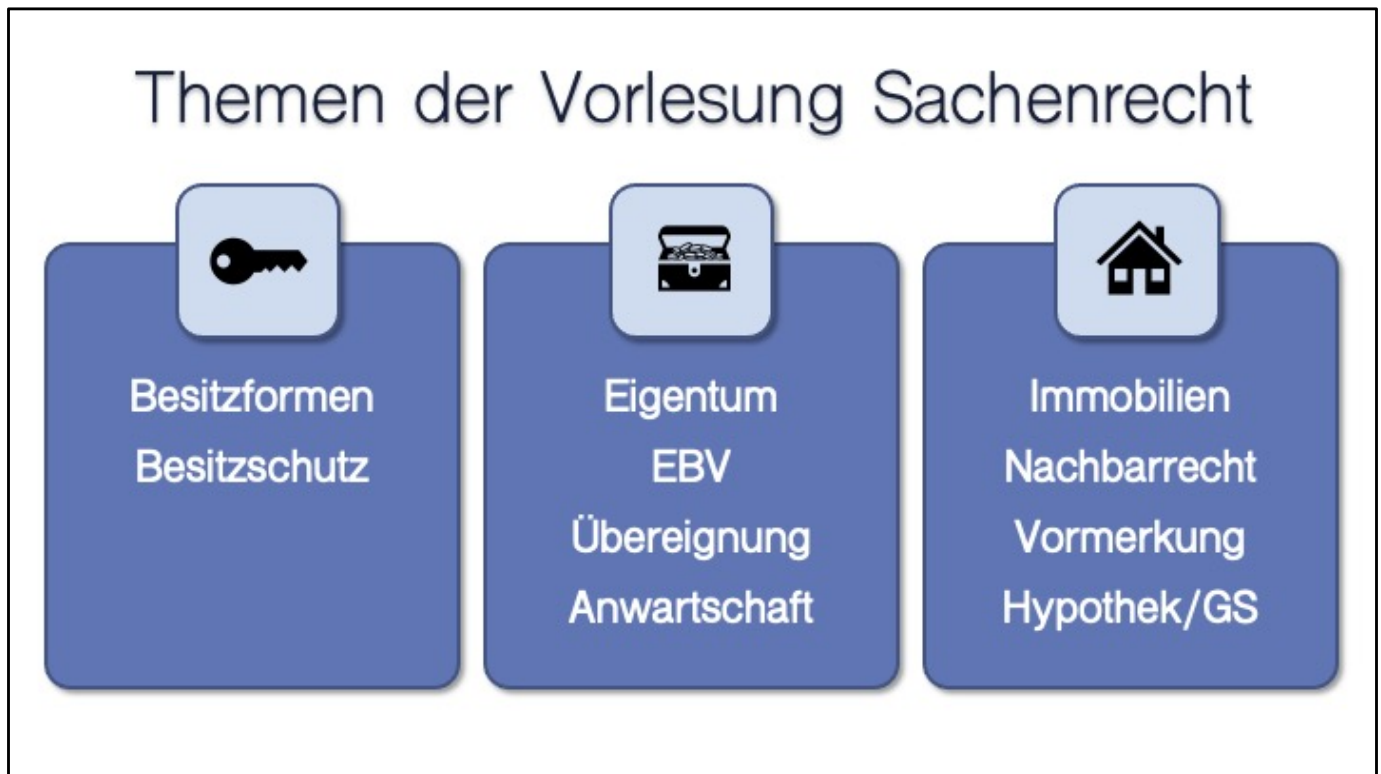 Themen der Vorlesung Sachenrecht
Besitzformen
Besitzschutz
Eigentum
EBV
Übereignung
Anwartschaft
Immobilien
Nachbarrecht
Vormerkung
Hypothek/GS